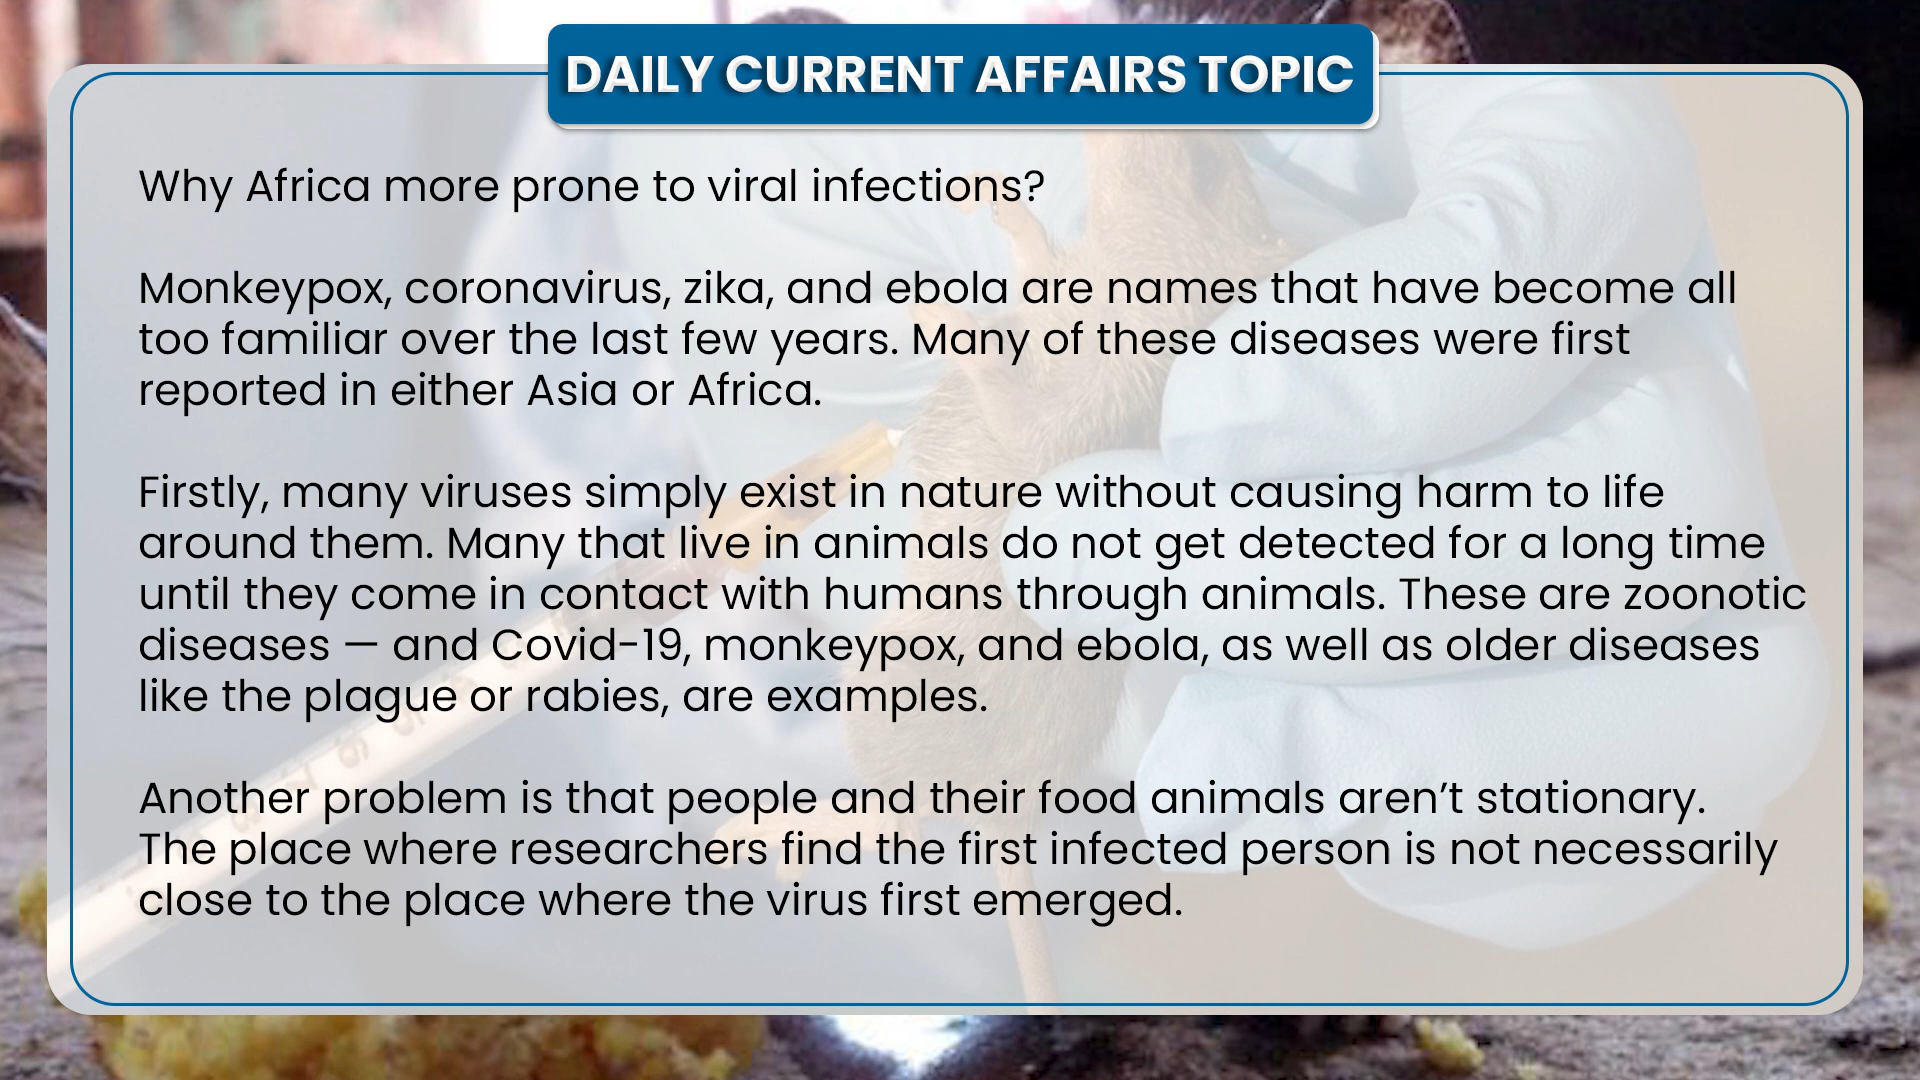 DAILY CURRENT AFFAIRS TOPIC
Why Africa more prone to viral infections?
Monkeypox, coronavirus, zika, and ebola are names that have become all
too familiar over the last few years. Many of these diseases were first
reported in either Asia or Africa.
Firstly, many viruses simply exist in nature without causing harm to life
around them. Many that live in animals do not get detected for a long time
until they come in contact with humans through animals. These are zoonotic
diseases — and Covid-19, monkeypox, and ebola, as well as older diseases
like the plague or rabies, are examples.
Another problem is that people and their food animals aren’t stationary.
The place where researchers find the first infected person is not necessarily
close to the place where the virus first emerged.